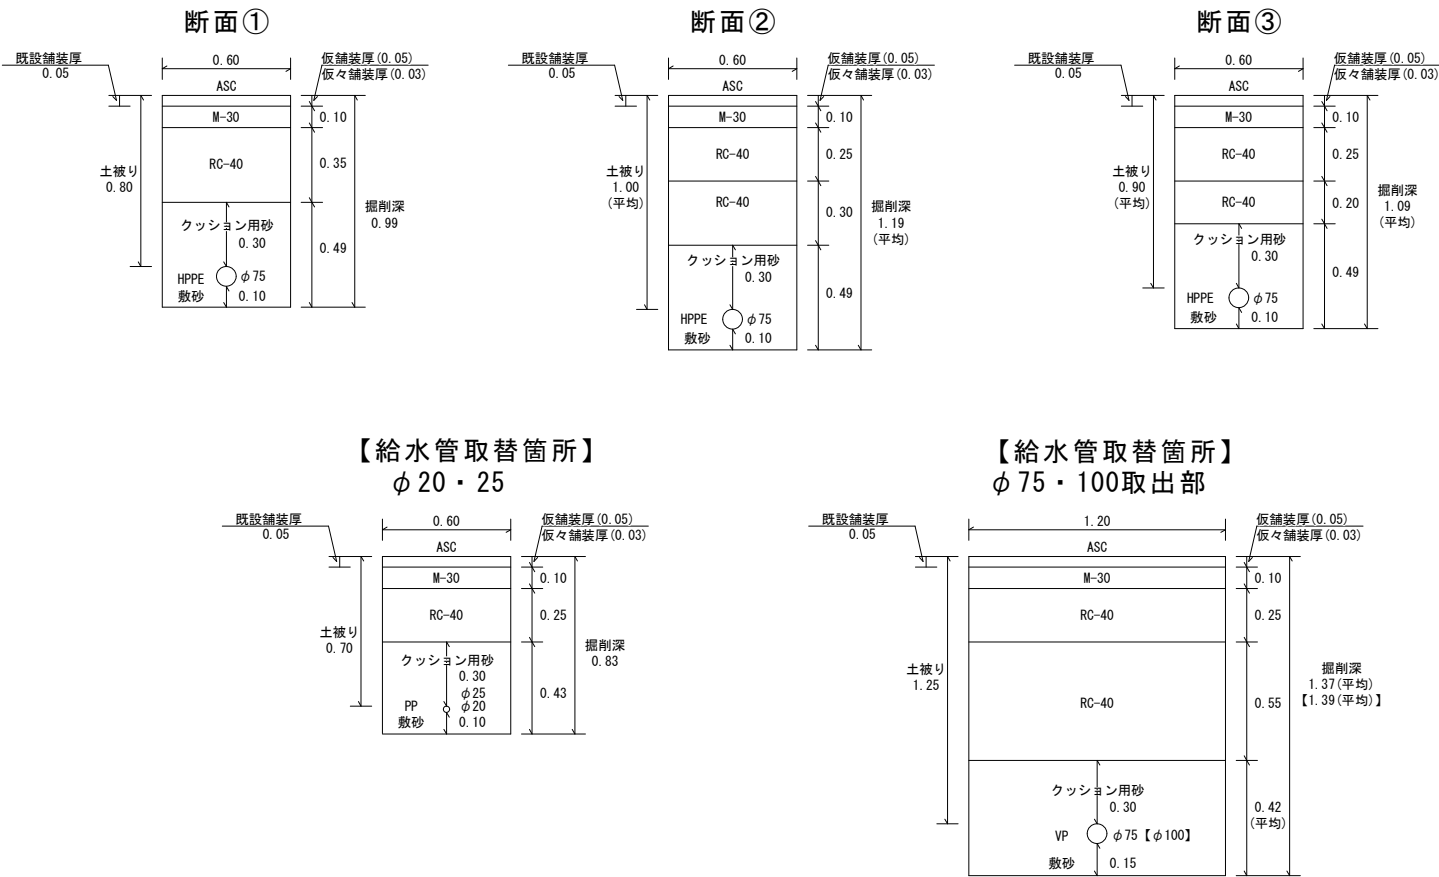 断面①
既設舗装厚
0.05
0.60
仮舗装厚(0.05)
仮々舗装厚(0.03)
ASC
M-30
0.10
RC-40
0.35
土被り
0.80
掘削深
0.99
クッション用砂
0.30
0.49
HPPE
φ75
敷砂
0.10
断面②
既設舗装厚
0.05
0.60
仮舗装厚(0.05)
仮々舗装厚(0.03)
ASC
M-30
0.10
RC-40
0.25
土被り
1.00
(平均)
RC-40
0.30
掘削深
1.19
(平均)
クッション用砂
0.30
0.49
HPPE
φ75
敷砂
0.10
断面③
既設舗装厚
0.05
0.60
仮舗装厚(0.05)
仮々舗装厚(0.03)
ASC
M-30
0.10
RC-40
0.25
土被り
0.90
(平均)
RC-40
0.20
掘削深
1.09
(平均)
クッション用砂
0.30
0.49
HPPE
φ75
敷砂
0.10
【給水管取替箇所】
φ20・25
既設舗装厚
0.05
0.60
仮舗装厚(0.05)
仮々舗装厚(0.03)
ASC
M-30
0.10
RC-40
0.25
土被り
0.70
掘削深
0.83
クッション用砂
0.30
0.43
φ25
PP
φ20
敷砂
0.10
【給水管取替箇所】
φ75・100取出部
既設舗装厚
0.05
1.20
仮舗装厚(0.05)
仮々舗装厚(0.03)
ASC
M-30
0.10
RC-40
0.25
土被り
1.25
掘削深
1.37(平均)
【1.39(平均)】
RC-40
0.55
クッション用砂
0.30
0.42
(平均)
VP
φ75【φ100】
敷砂
0.15